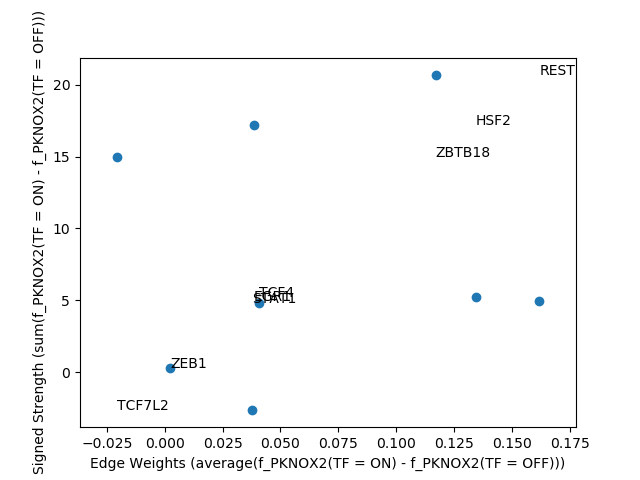 Signed Strength (sum(f_PKNOX2(TF = ON) - f_PKNOX2(TF = OFF)))
20
15
10
5
0
REST
HSF2
ZBTB18
TCF4
STAT1
ZEB1
TCF7L2
−0.025
0.000
0.025
0.050
0.075
0.100
0.125
0.150
0.175
Edge Weights (average(f_PKNOX2(TF = ON) - f_PKNOX2(TF = OFF)))